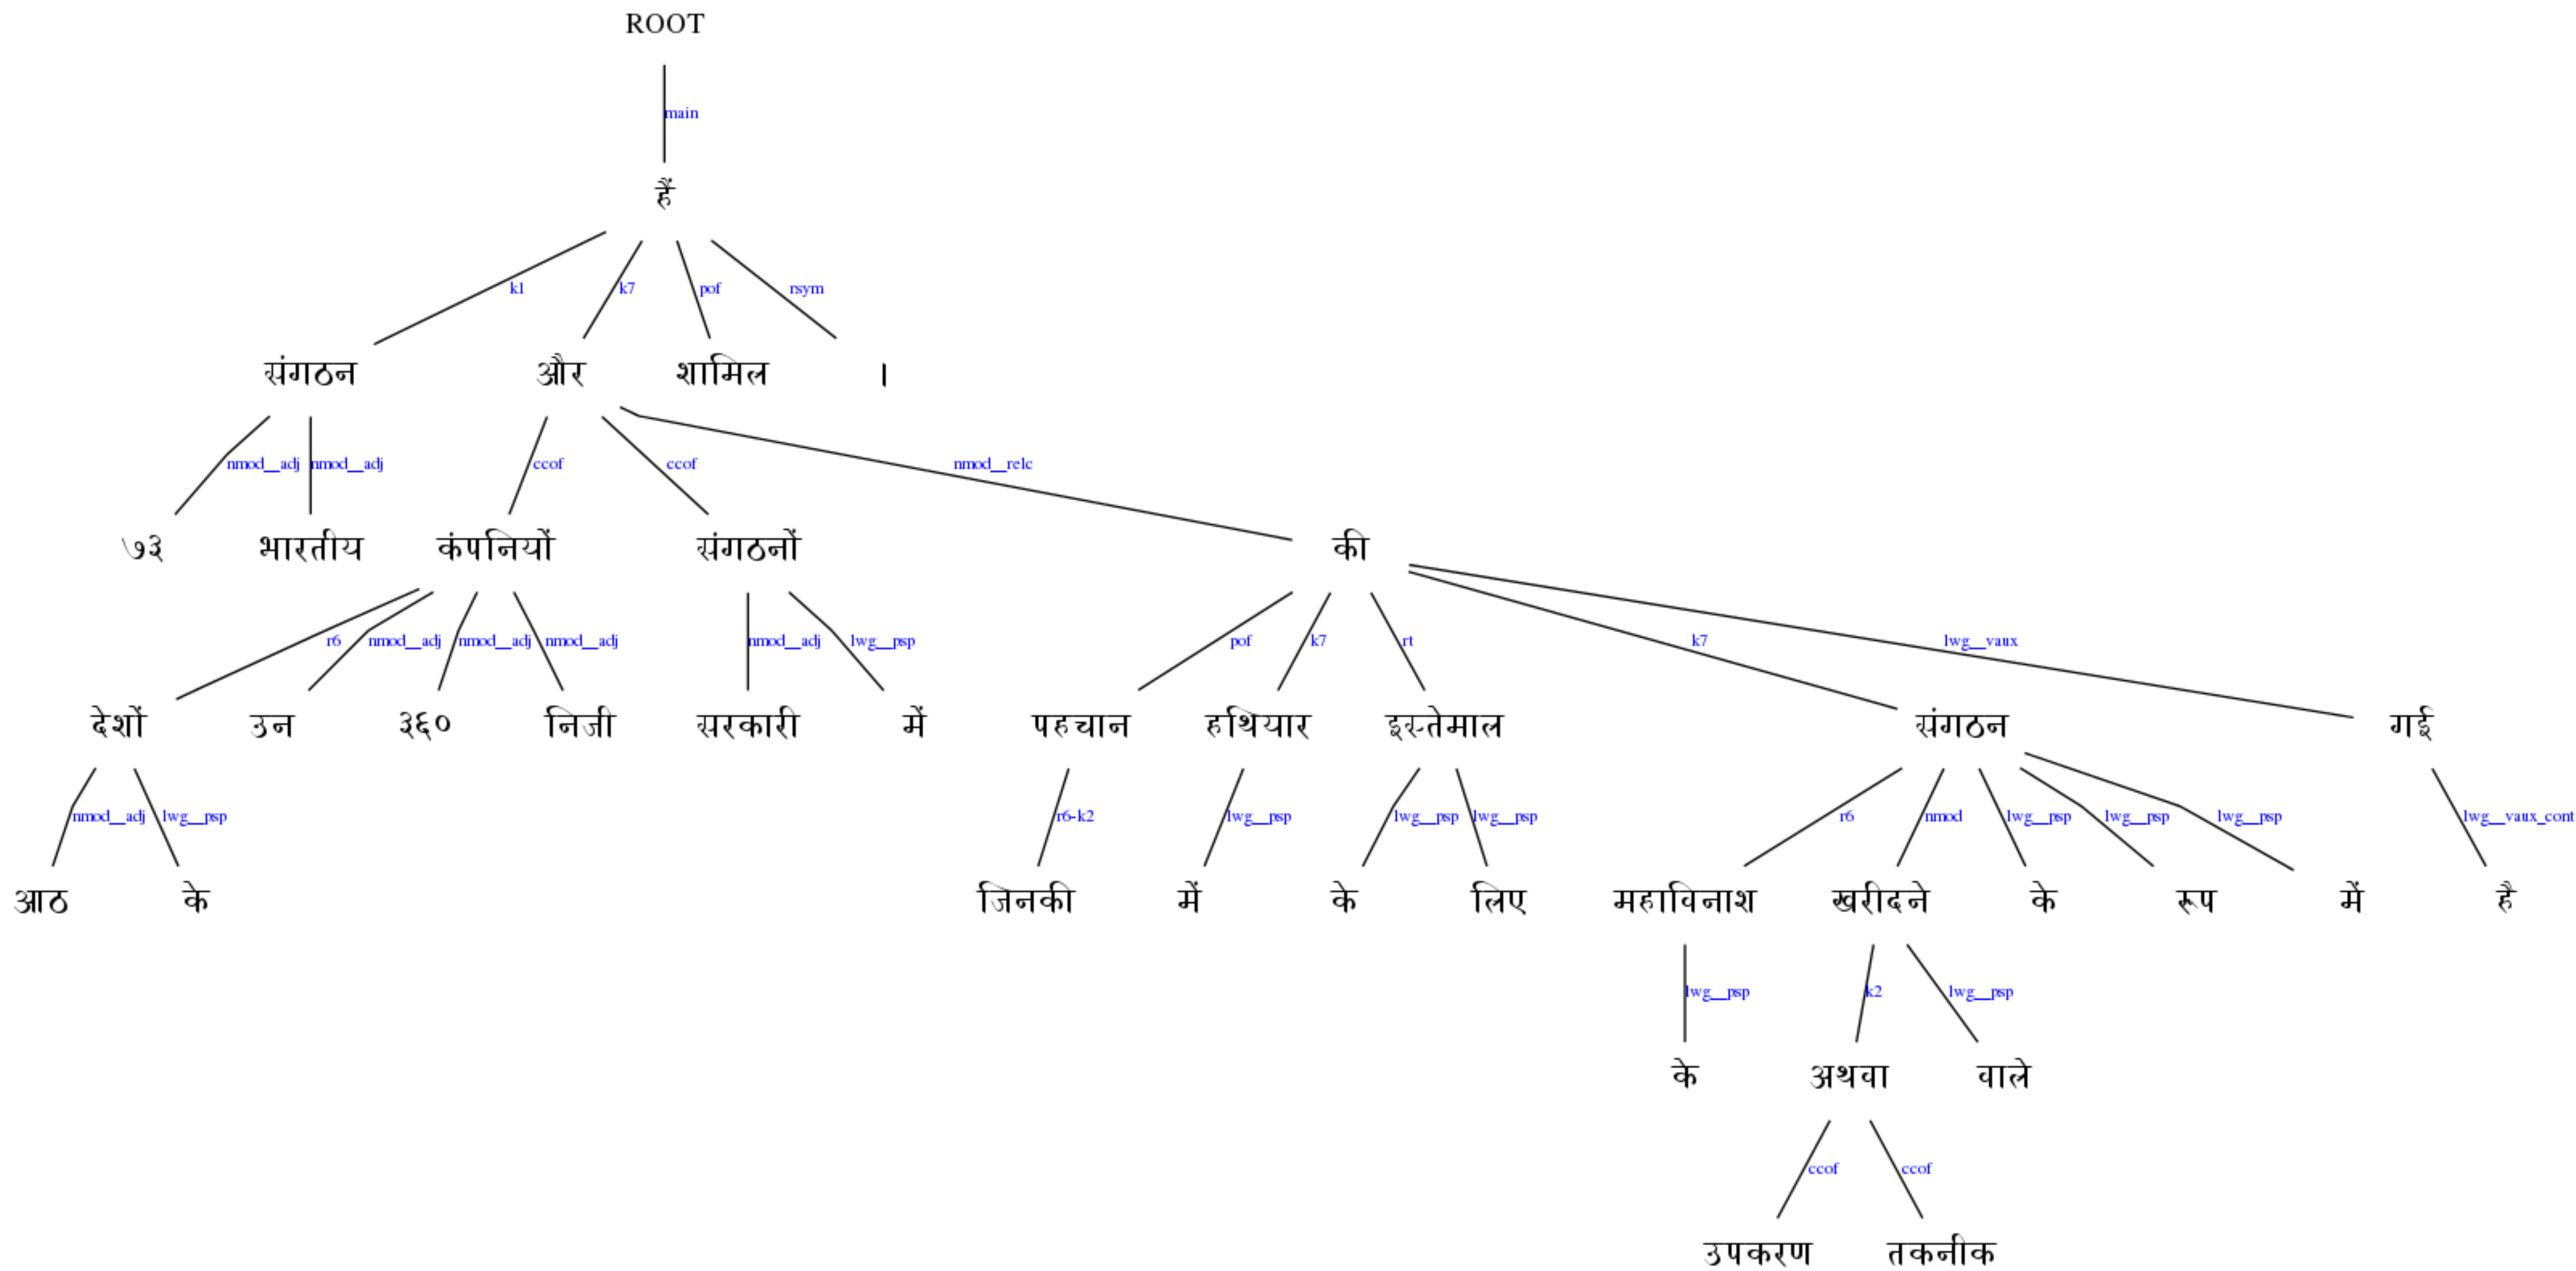 ROOT
main
हैं
k1 k7 pof rsym
संगठन और शामिल ।
nmod__adj nmod__adj ccof ccof nmod__relc
७३ भारतीय कंपनियों संगठनों की
r6 nmod__adj nmod__adj nmod__adj nmod__adj lwg__psp pof k7 rt k7 lwg__vaux
देशों उन ३६० निजी सरकारी में पहचान हथियार इस्तेमाल संगठन गई
nmod__adj lwg__psp r6-k2 lwg__psp lwg__psp lwg__psp r6 nmod lwg__psp lwg__psp lwg__psp lwg__vaux_cont
आठ के जिनकी में के लिए महाविनाश खरीदने के रूप में है
lwg__psp k2 lwg__psp
के अथवा वाले
ccof ccof
उपकरण तकनीक